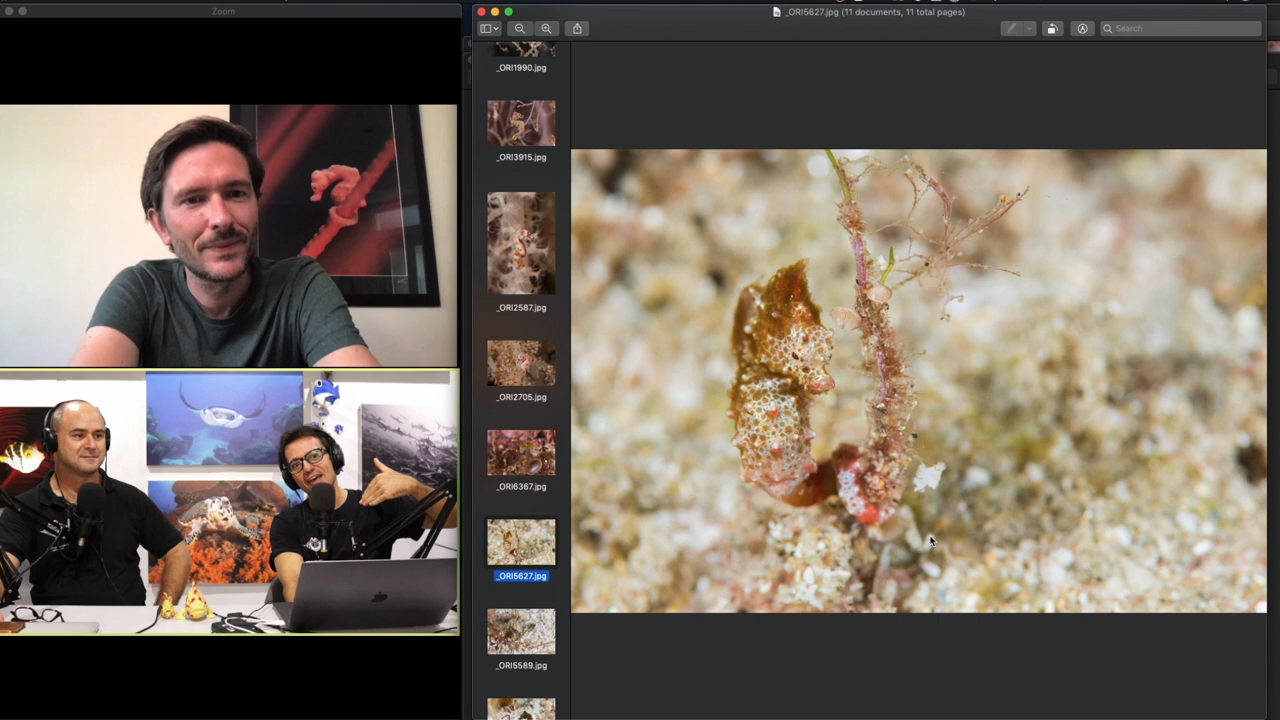 Zoom
_ORI5627.jpg (11 documents, 11 total pages)
Search
_ORI1990.jpg
_ORI3915.jpg
_ORI2587.jpg
_ORI2705.jpg
_ORI6367.jpg
_ORI5627.jpg
_ORI5589.jpg